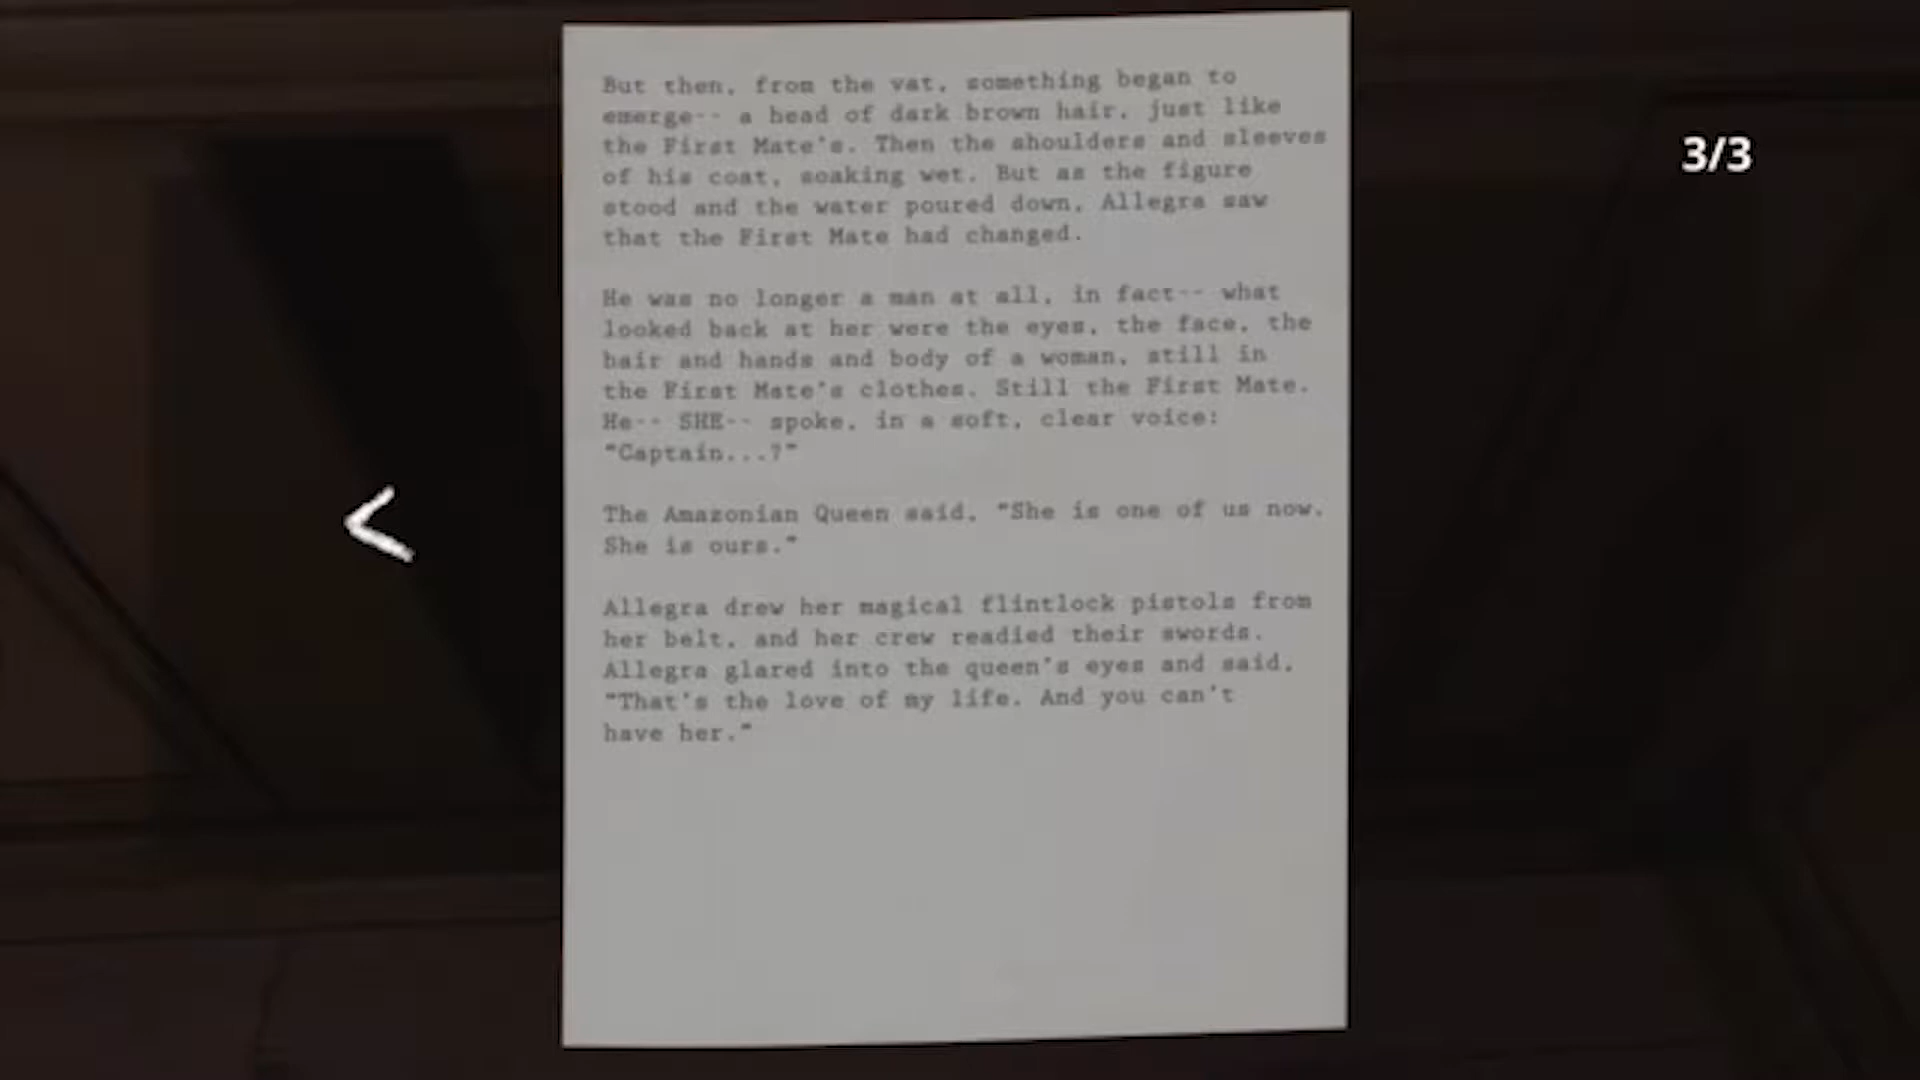 But then, from the vat, something began to
emerge-- a head of dark brown hair, just like
the First Mate's. Then the shoulders and sleeves
of his coat, soaking wet. But as the figure
stood and the water poured down, Allegra saw
that the First Mate had changed.
He was no longer a man at all, in fact-- what
looked back at her were the eyes, the face, the
hair and hands and body of a woman, still in
the First Mate's clothes. Still the First Mate.
He-- SHE-- spoke, in a soft, clear voice:
"Captain...?"
The Amazonian Queen said, "She is one of us now.
She is ours."
Allegra drew her magical flintlock pistols from
her belt, and her crew readied their swords.
Allegra glared into the queen's eyes and said,
"That's the love of my life. And you can't
have her."
3/3